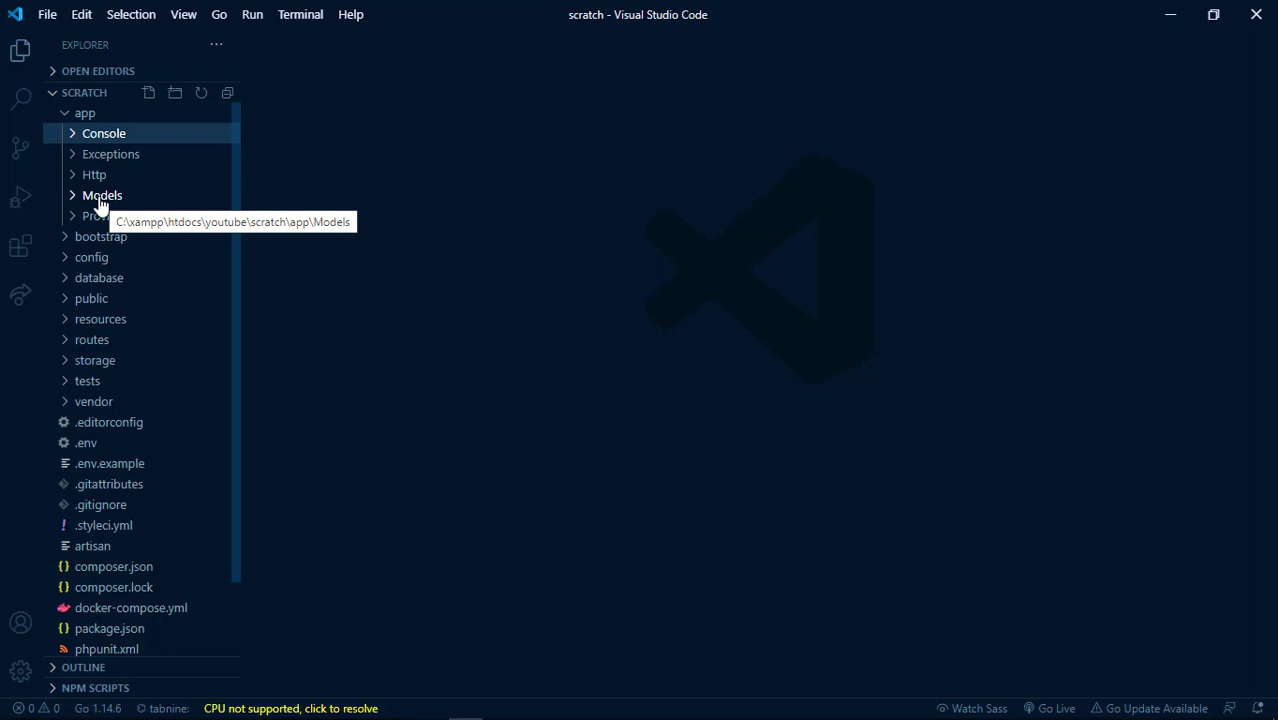 File Edit Selection View Go Run Terminal Help scratch - Visual Studio Code
EXPLORER
OPEN EDITORS
SCRATCH
app
Console
Exceptions
Http
Models
C:\xampp\htdocs\youtube\scratch\app\Models
bootstrap
config
database
public
resources
routes
storage
tests
vendor
.editorconfig
.env
.env.example
.gitattributes
.gitignore
.styleci.yml
artisan
composer.json
composer.lock
docker-compose.yml
package.json
phpunit.xml
OUTLINE
NPM SCRIPTS
0 0 Go 1.14.6 tabnine: CPU not supported, click to resolve Watch Sass Go Live Go Update Available